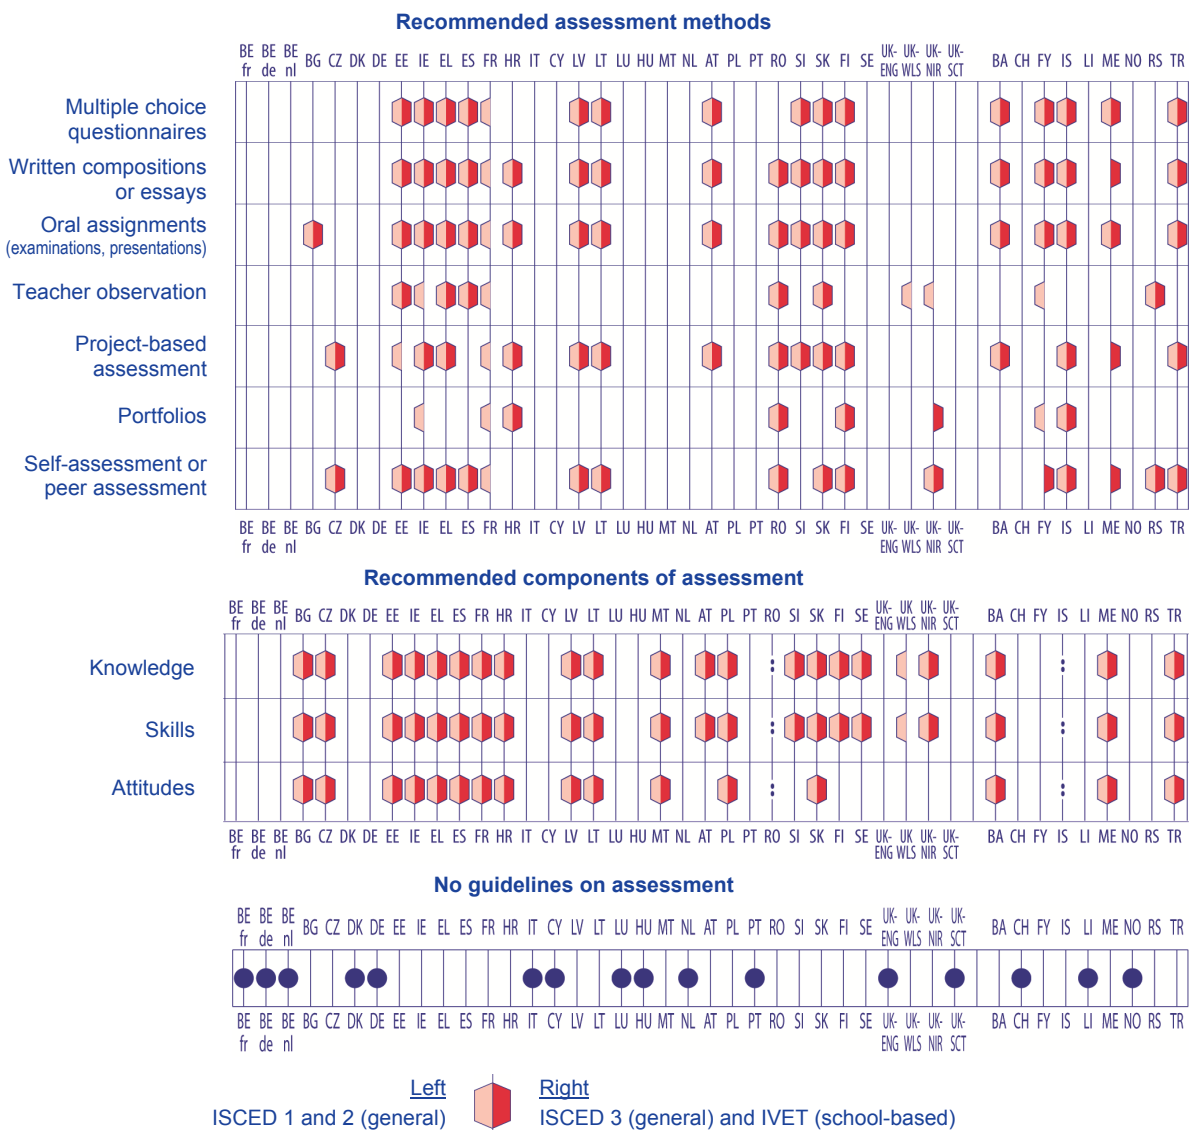 Recommended assessment methods
BE fr BE de BE nl BG CZ DK DE EE IE EL ES FR HR IT CY LV LT LU HU MT NL AT PL PT RO SI SK FI SE UK-ENG UK-WLS UK-NIR UK-SCT BA CH FY IS LI ME NO RS TR
Multiple choice
questionnaires
Written compositions
or essays
Oral assignments
(examinations, presentations)
Teacher observation
Project-based
assessment
Portfolios
Self-assessment or
peer assessment
BE fr BE de BE nl BG CZ DK DE EE IE EL ES FR HR IT CY LV LT LU HU MT NL AT PL PT RO SI SK FI SE UK-ENG UK-WLS UK-NIR UK-SCT BA CH FY IS LI ME NO RS TR
Recommended components of assessment
BE fr BE de BE nl BG CZ DK DE EE IE EL ES FR HR IT CY LV LT LU HU MT NL AT PL PT RO SI SK FI SE UK-ENG UK WLS UK-NIR UK-SCT BA CH FY IS LI ME NO RS TR
Knowledge
Skills
Attitudes
BE fr BE de BE nl BG CZ DK DE EE IE EL ES FR HR IT CY LV LT LU HU MT NL AT PL PT RO SI SK FI SE UK-ENG UK WLS UK-NIR UK-SCT BA CH FY IS LI ME NO RS TR
No guidelines on assessment
BE fr BE de BE nl BG CZ DK DE EE IE EL ES FR HR IT CY LV LT LU HU MT NL AT PL PT RO SI SK FI SE UK-ENG UK-WLS UK-NIR UK-SCT BA CH FY IS LI ME NO RS TR
BE fr BE de BE nl BG CZ DK DE EE IE EL ES FR HR IT CY LV LT LU HU MT NL AT PL PT RO SI SK FI SE UK-ENG UK-WLS UK-NIR UK-SCT BA CH FY IS LI ME NO RS TR
Left Right
ISCED 1 and 2 (general) ISCED 3 (general) and IVET (school-based)